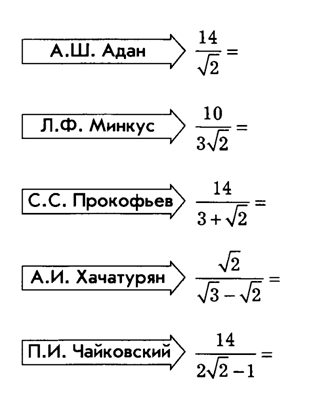 А.Ш. Адан 14/√2 =
Л.Ф. Минкус 10/3√2 =
С.С. Прокофьев 14/3 + √2 =
А.И. Хачатурян √2/√3 − √2 =
П.И. Чайковский 14/2√2 − 1 =